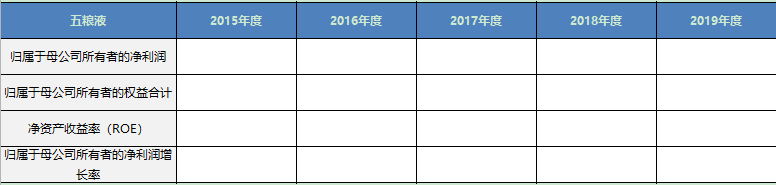 五粮液 2015年度 2016年度 2017年度 2018年度 2019年度
归属于母公司所有者的净利润
归属于母公司所有者的权益合计
净资产收益率（ROE）
归属于母公司所有者的净利润增
长率